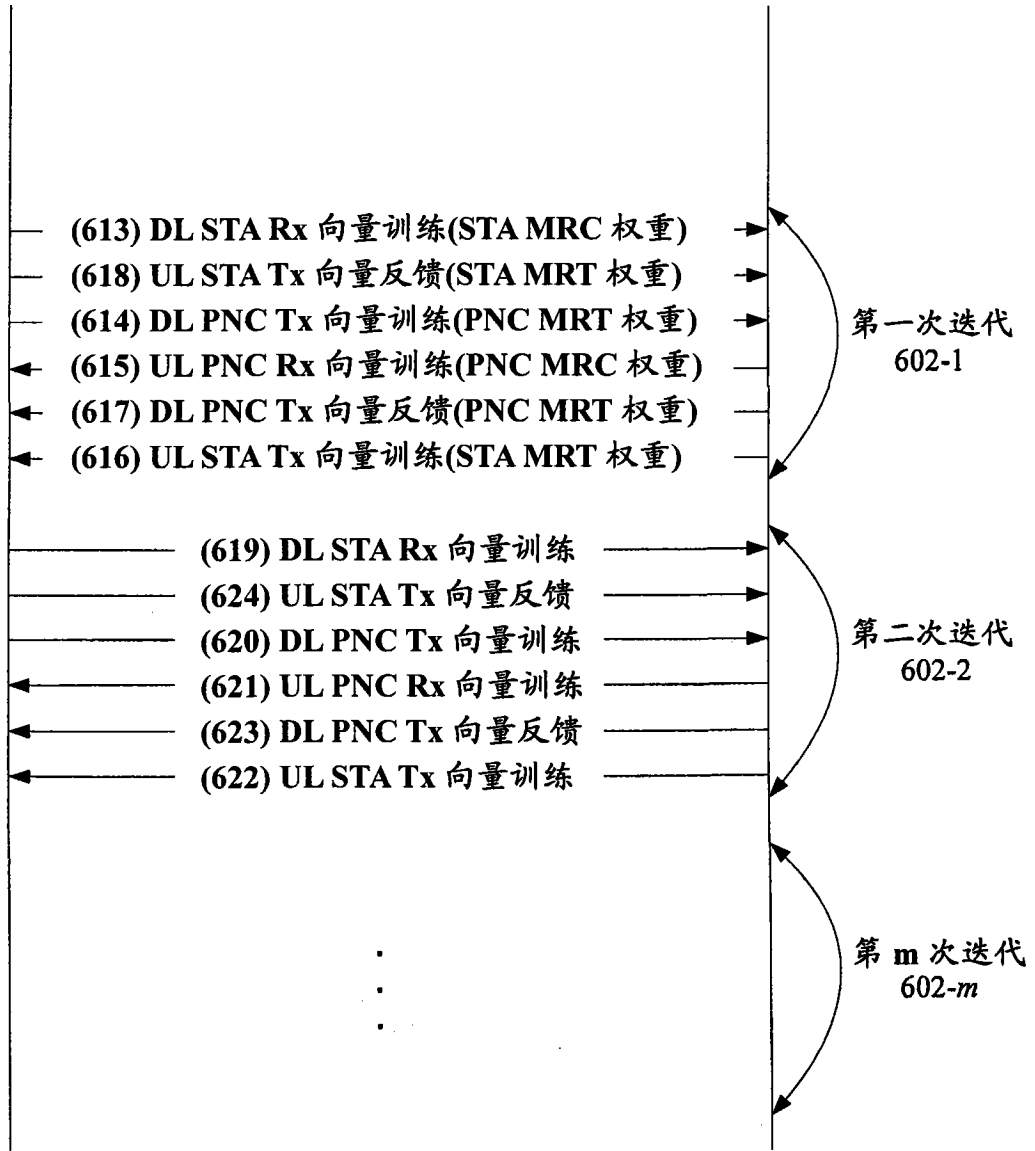 (613) DL STA Rx 向量训练(STA MRC 权重)
(618) UL STA Tx 向量反馈(STA MRT 权重)
(614) DL PNC Tx 向量训练(PNC MRT 权重)
(615) UL PNC Rx 向量训练(PNC MRC 权重)
(617) DL PNC Tx 向量反馈(PNC MRT 权重)
(616) UL STA Tx 向量训练(STA MRT 权重)
第一次迭代
602-1
(619) DL STA Rx 向量训练
(624) UL STA Tx 向量反馈
(620) DL PNC Tx 向量训练
(621) UL PNC Rx 向量训练
(623) DL PNC Tx 向量反馈
(622) UL STA Tx 向量训练
第二次迭代
602-2
第 m 次迭代
602-m